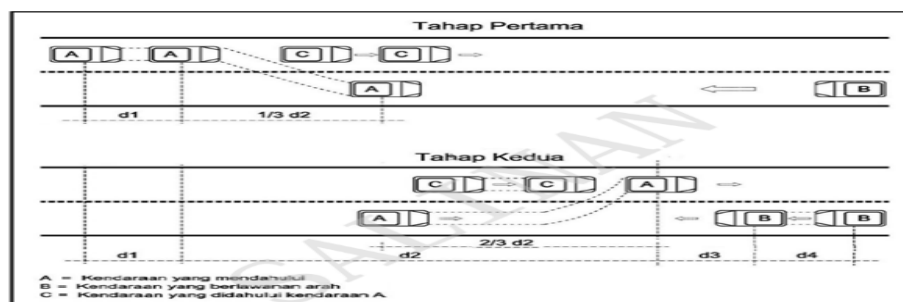 Tahap Pertama
A A C C
A B
d1 1/3 d2
Tahap Kedua
C C A
A B B
2/3 d2
d1 d2 d3 d4
A = Kendaraan yang mendahului
B = Kendaraan yang berlawanan arah
C = Kendaraan yang didahului kendaraan A
SALINAN